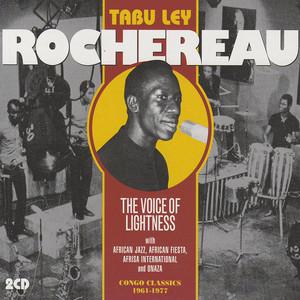 TABU LEY
ROCHEREAU
THE VOICE OF
LIGHTNESS
with
AFRICAN JAZZ, AFRICAN FIESTA,
AFRISA INTERNATIONAL
and ONAZA
CONGO CLASSICS
1961-1977
2CD